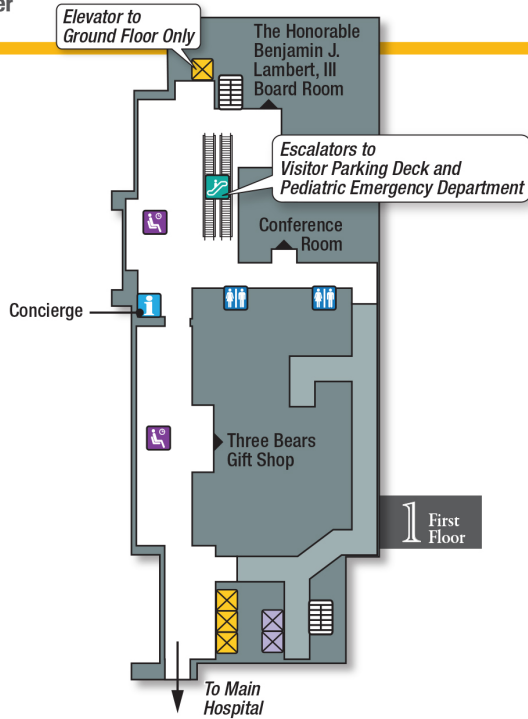 er
Elevator to
Ground Floor Only
The Honorable
Benjamin J.
Lambert, III
Board Room
Escalators to
Visitor Parking Deck and
Pediatric Emergency Department
Conference
Room
Concierge
i
Three Bears
Gift Shop
1 First
Floor
To Main
Hospital